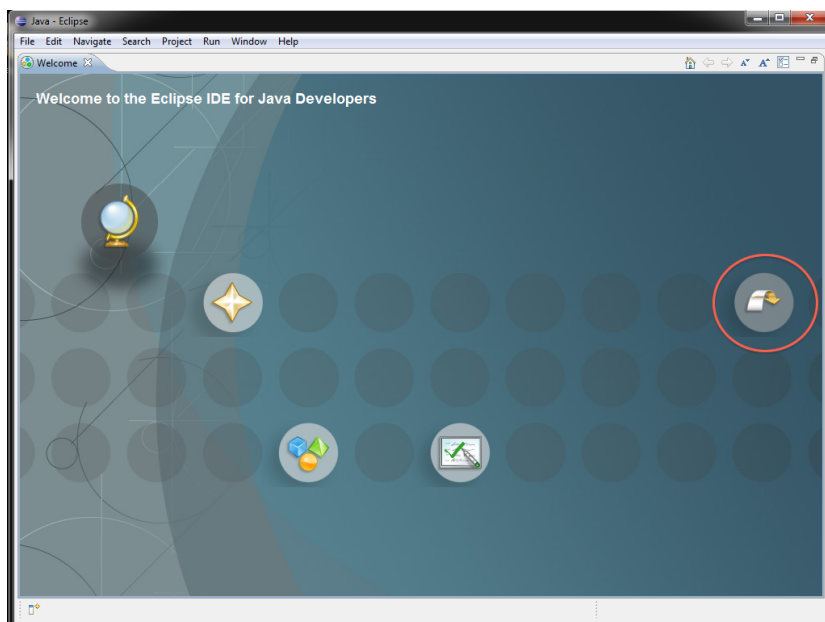 Java - Eclipse
File Edit Navigate Search Project Run Window Help
Welcome
Welcome to the Eclipse IDE for Java Developers